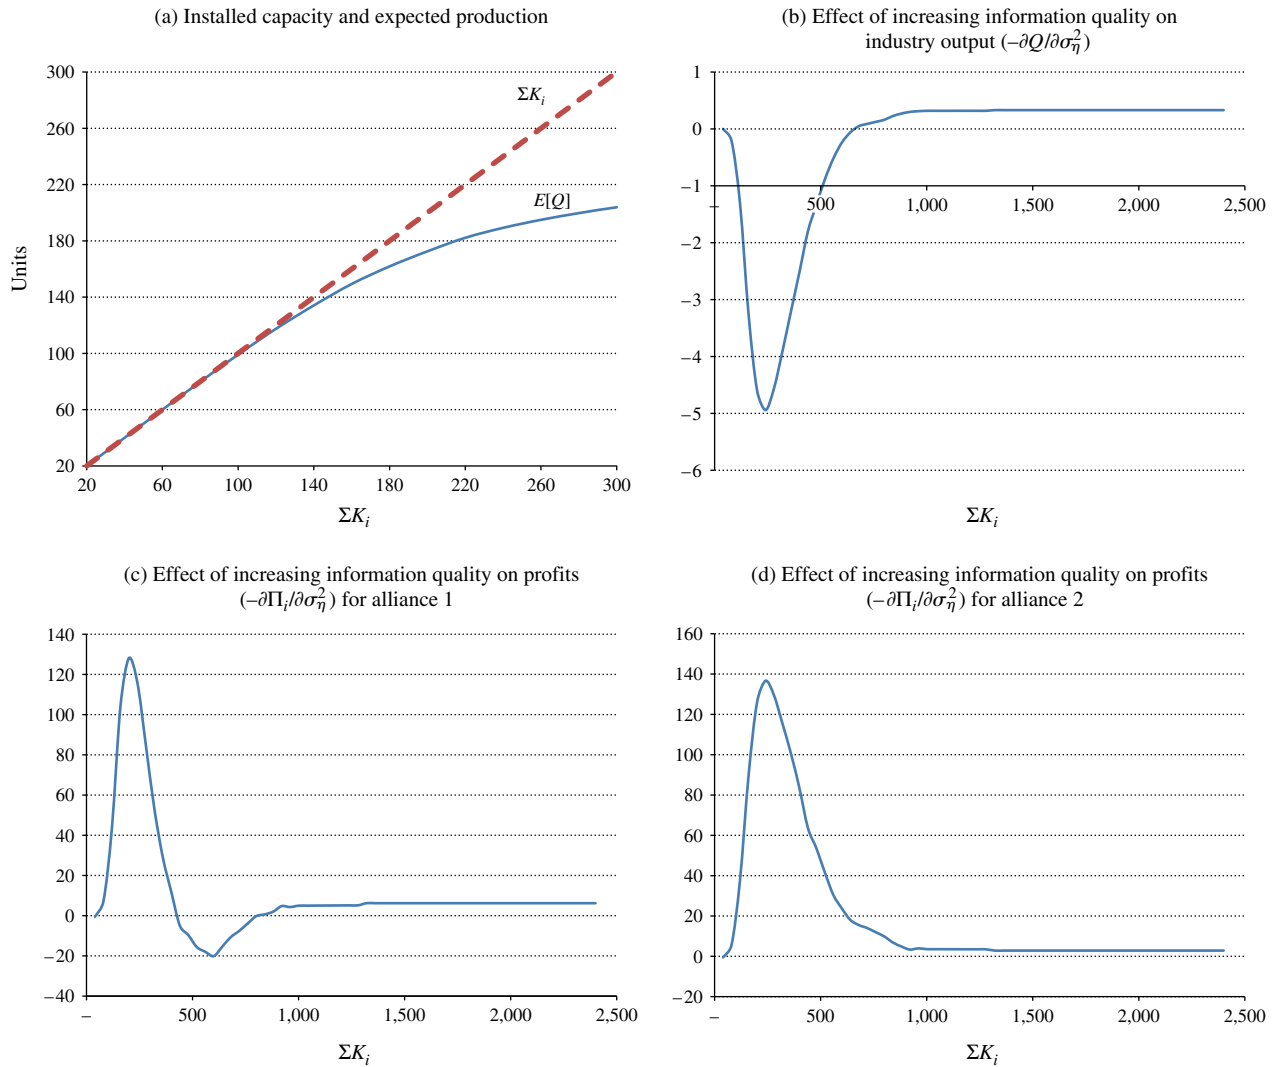 (a) Installed capacity and expected production
300
260
220
180
140
100
60
20
Units
ΣK_i
E[Q]
20 60 100 140 180 220 260 300
ΣK_i
(b) Effect of increasing information quality on
industry output (–∂Q/∂σ_η^2)
1
0
–1
–2
–3
–4
–5
–6
– 500 1,000 1,500 2,000 2,500
ΣK_i
(c) Effect of increasing information quality on profits
(–∂Π_i/∂σ_η^2) for alliance 1
140
120
100
80
60
40
20
0
–20
–40
– 500 1,000 1,500 2,000 2,500
ΣK_i
(d) Effect of increasing information quality on profits
(–∂Π_i/∂σ_η^2) for alliance 2
160
140
120
100
80
60
40
20
0
–20
– 500 1,000 1,500 2,000 2,500
ΣK_i